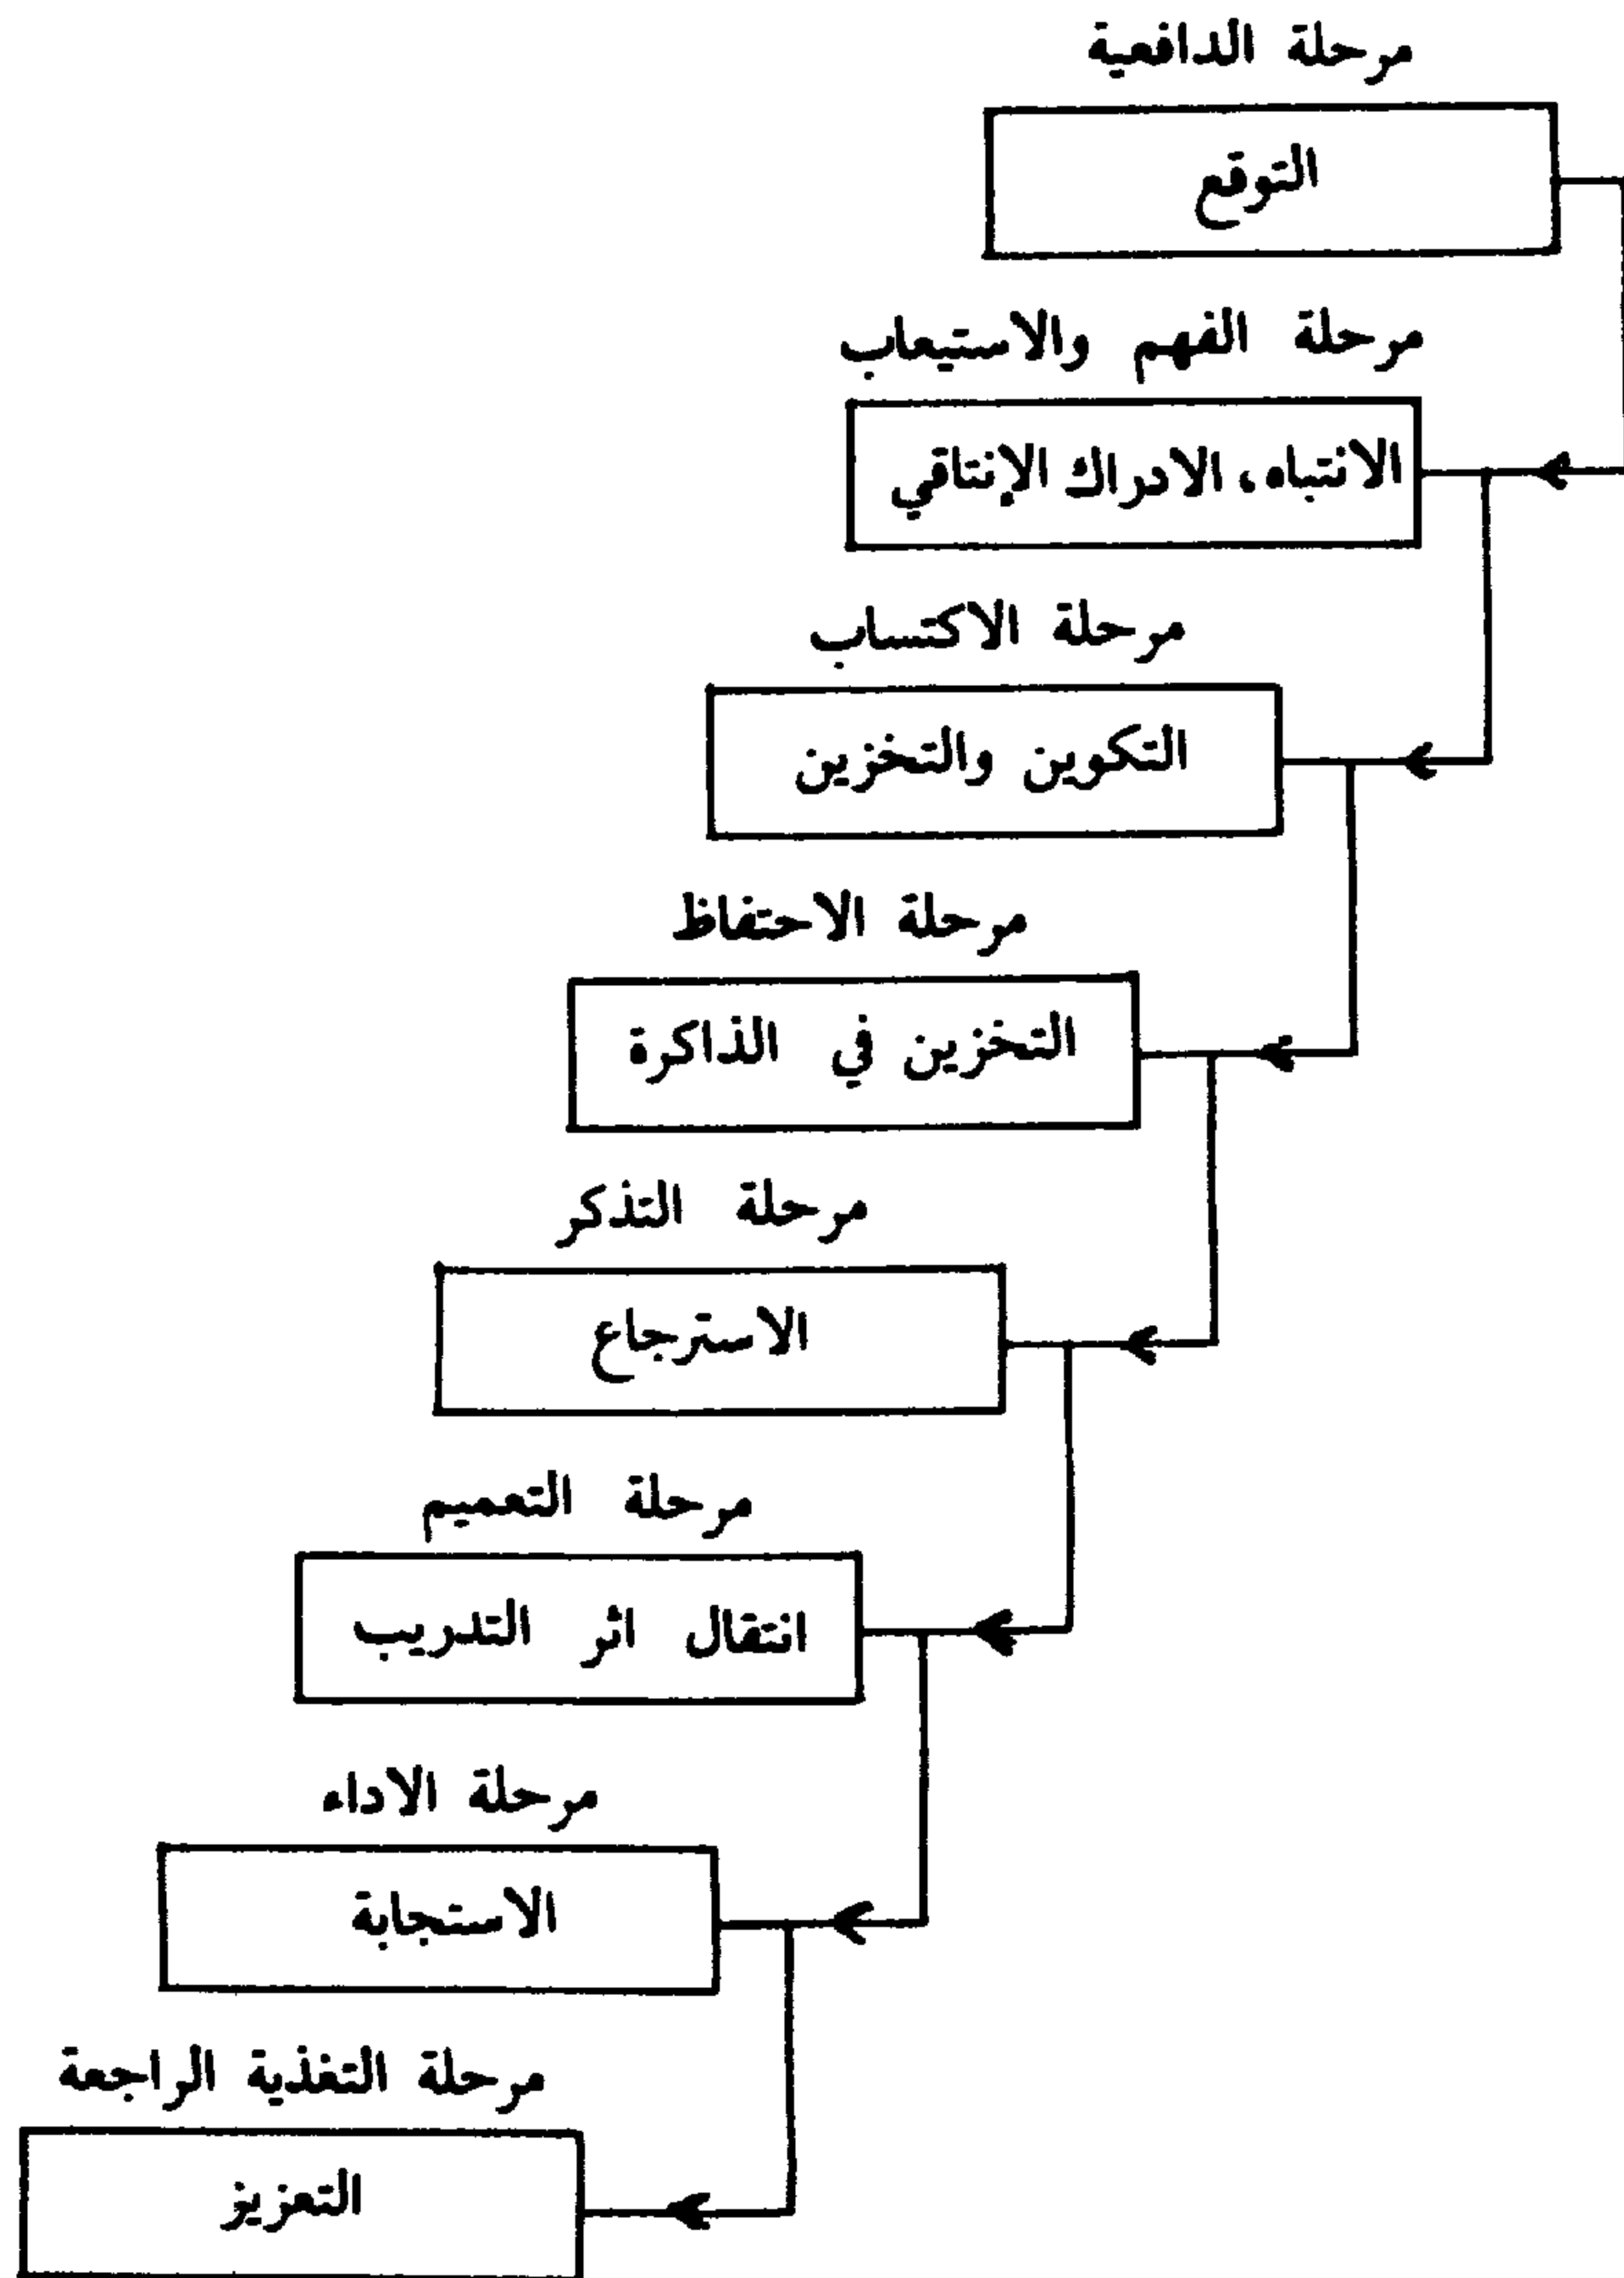 مرحلة الدافعية
التوقع
مرحلة الفهم والاستيعاب
الانتباه، الادراك الإنتاقي
مرحلة الاكتساب
التكوين والتخزين
مرحلة الاحتفاظ
التخزين في الذاكرة
مرحلة التذكر
الاسترجاع
مرحلة التعميم
انتقال اثر التدريب
مرحلة الاداء
الاستجابة
مرحلة التغذية الراجعة
التعزيز